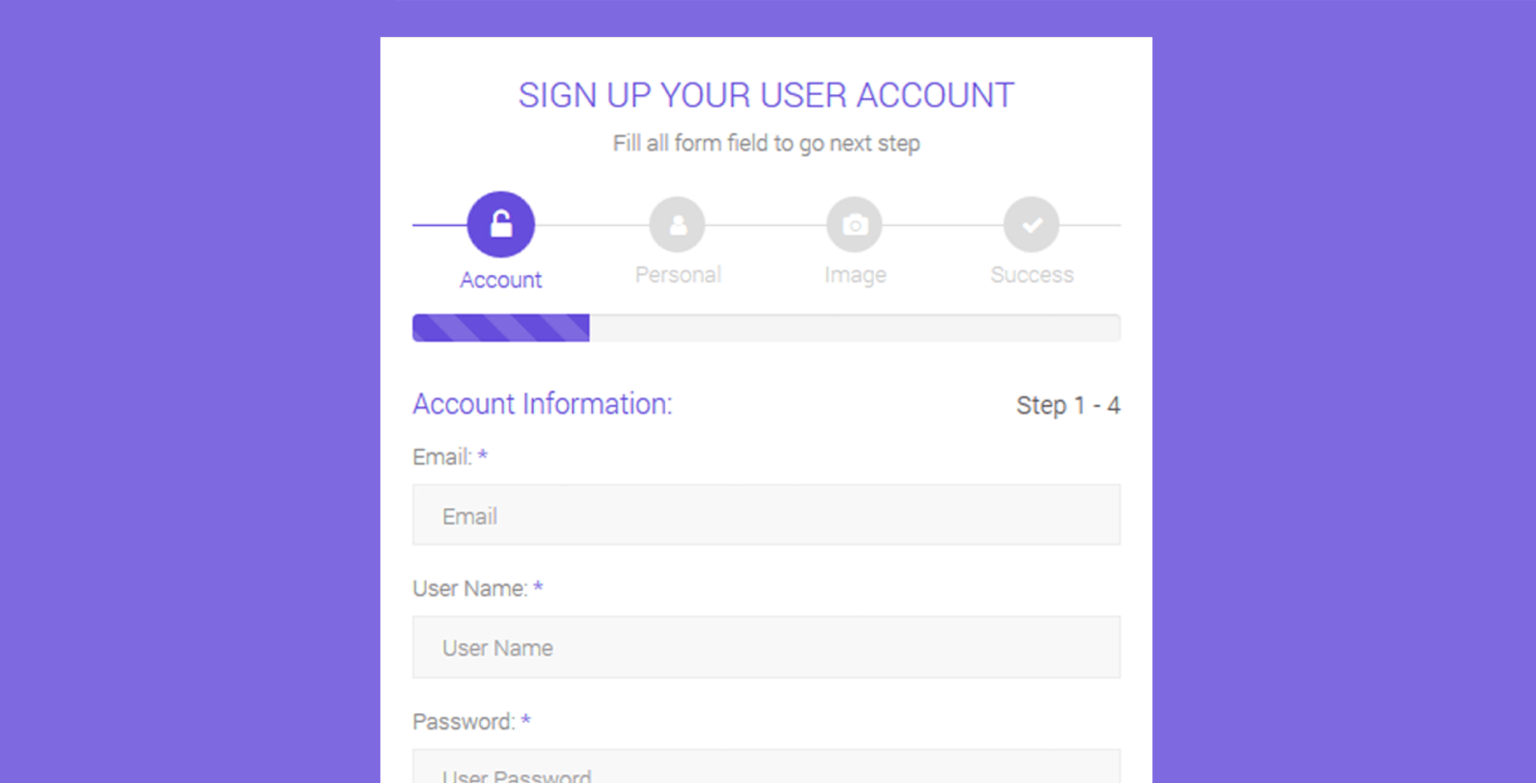 SIGN UP YOUR USER ACCOUNT
Fill all form field to go next step
Account Personal Image Success
Account Information: Step 1 - 4
Email: *
Email
User Name: *
User Name
Password: *
User Password